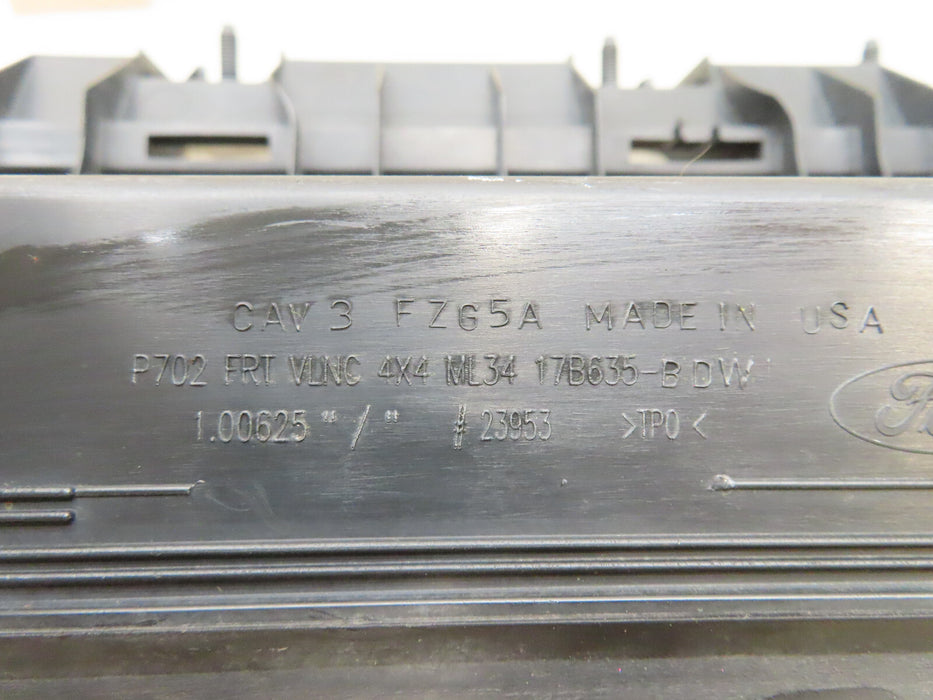 CAV 3 FZG5A MADE IN USA
P702 FRT VLNC 4X4 ML34 17B635-BDW
1.00625 "/" #23953 >TPO<